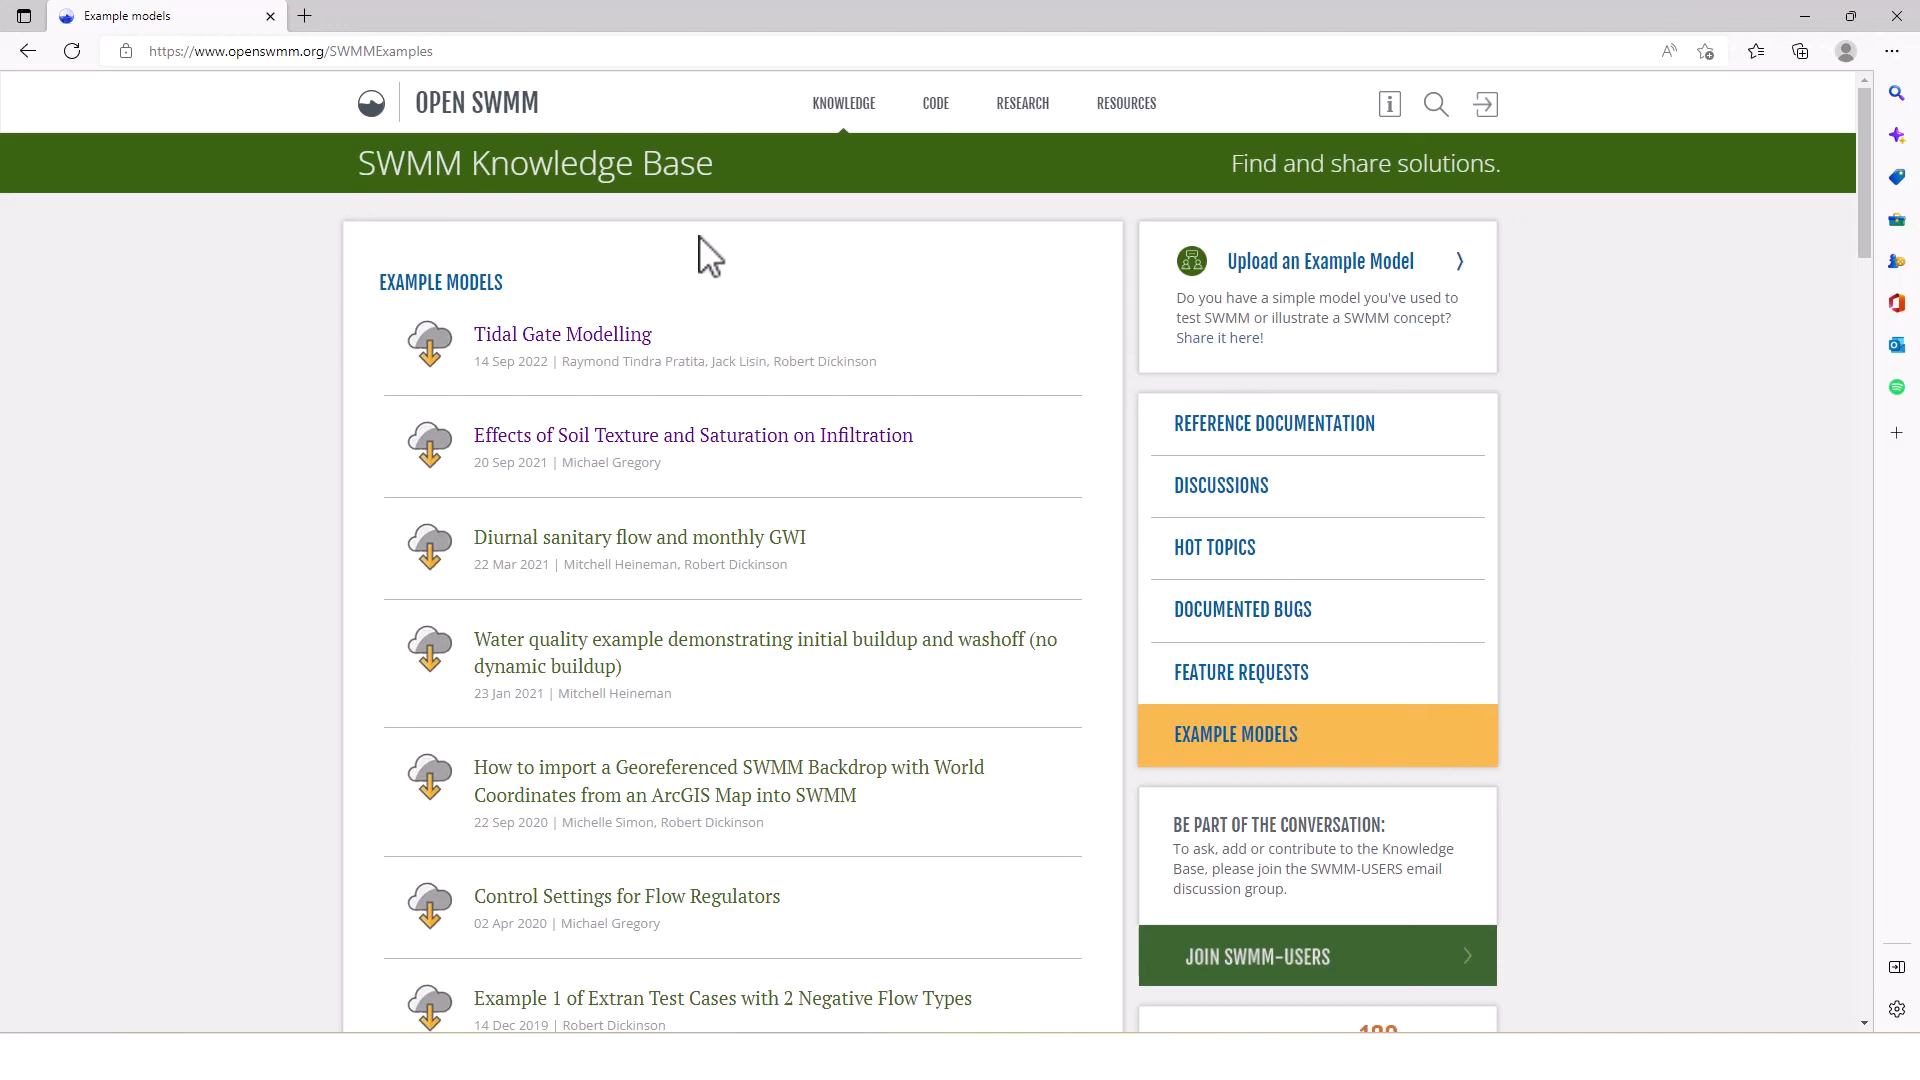 Example models
https://www.openswmm.org/SWMMExamples
OPEN SWMM
KNOWLEDGE
CODE
RESEARCH
RESOURCES
SWMM Knowledge Base
Find and share solutions.
EXAMPLE MODELS
Tidal Gate Modelling
14 Sep 2022 | Raymond Tindra Pratita, Jack Lisin, Robert Dickinson
Effects of Soil Texture and Saturation on Infiltration
20 Sep 2021 | Michael Gregory
Diurnal sanitary flow and monthly GWI
22 Mar 2021 | Mitchell Heineman, Robert Dickinson
Water quality example demonstrating initial buildup and washoff (no
dynamic buildup)
23 Jan 2021 | Mitchell Heineman
How to import a Georeferenced SWMM Backdrop with World
Coordinates from an ArcGIS Map into SWMM
22 Sep 2020 | Michelle Simon, Robert Dickinson
Control Settings for Flow Regulators
02 Apr 2020 | Michael Gregory
Example 1 of Extran Test Cases with 2 Negative Flow Types
14 Dec 2019 | Robert Dickinson
Upload an Example Model
Do you have a simple model you've used to
test SWMM or illustrate a SWMM concept?
Share it here!
REFERENCE DOCUMENTATION
DISCUSSIONS
HOT TOPICS
DOCUMENTED BUGS
FEATURE REQUESTS
EXAMPLE MODELS
BE PART OF THE CONVERSATION:
To ask, add or contribute to the Knowledge
Base, please join the SWMM-USERS email
discussion group.
JOIN SWMM-USERS